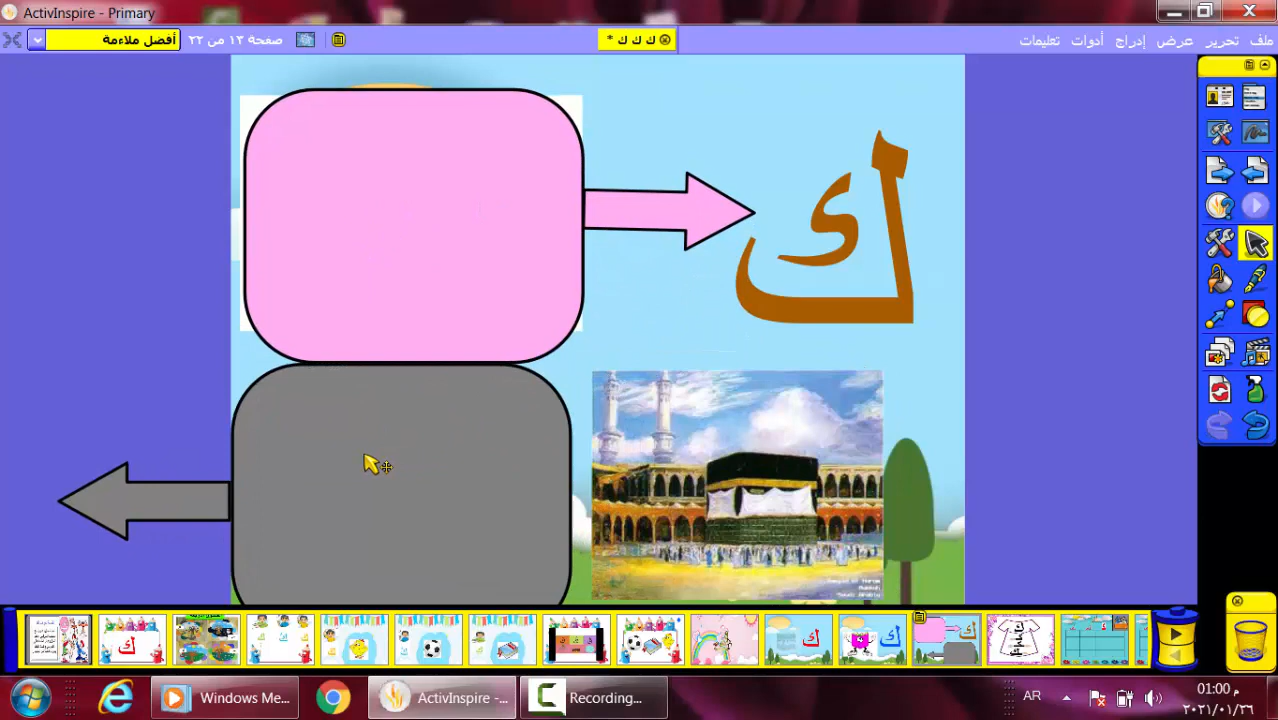 ActivInspire - Primary
ملف تحرير عرض إدراج أدوات تعليمات
ك ك ك *
صفحة ١٣ من ٢٢
أفضل ملاءمة
ك
ك
ك
Windows Me...
ActivInspire -...
Recording...
AR
01:00 م
٢٠٢١/٠١/٢٦